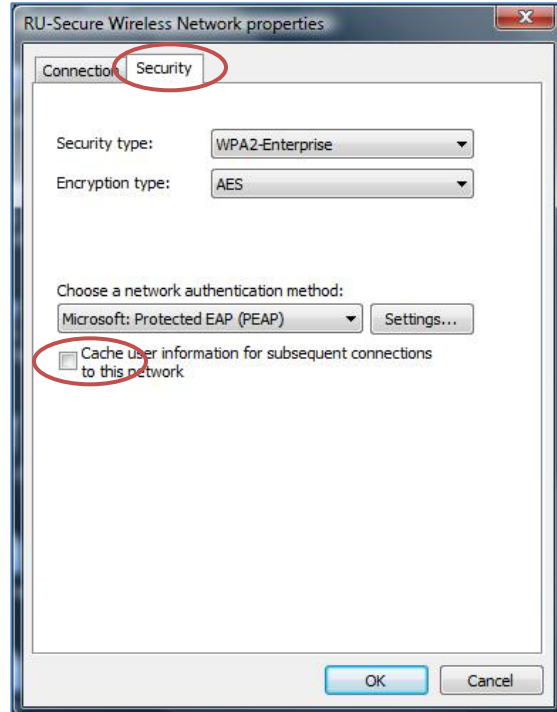 RU-Secure Wireless Network properties
Connection Security
Security type: WPA2-Enterprise
Encryption type: AES
Choose a network authentication method:
Microsoft: Protected EAP (PEAP) Settings...
Cache user information for subsequent connections
to this network
OK Cancel